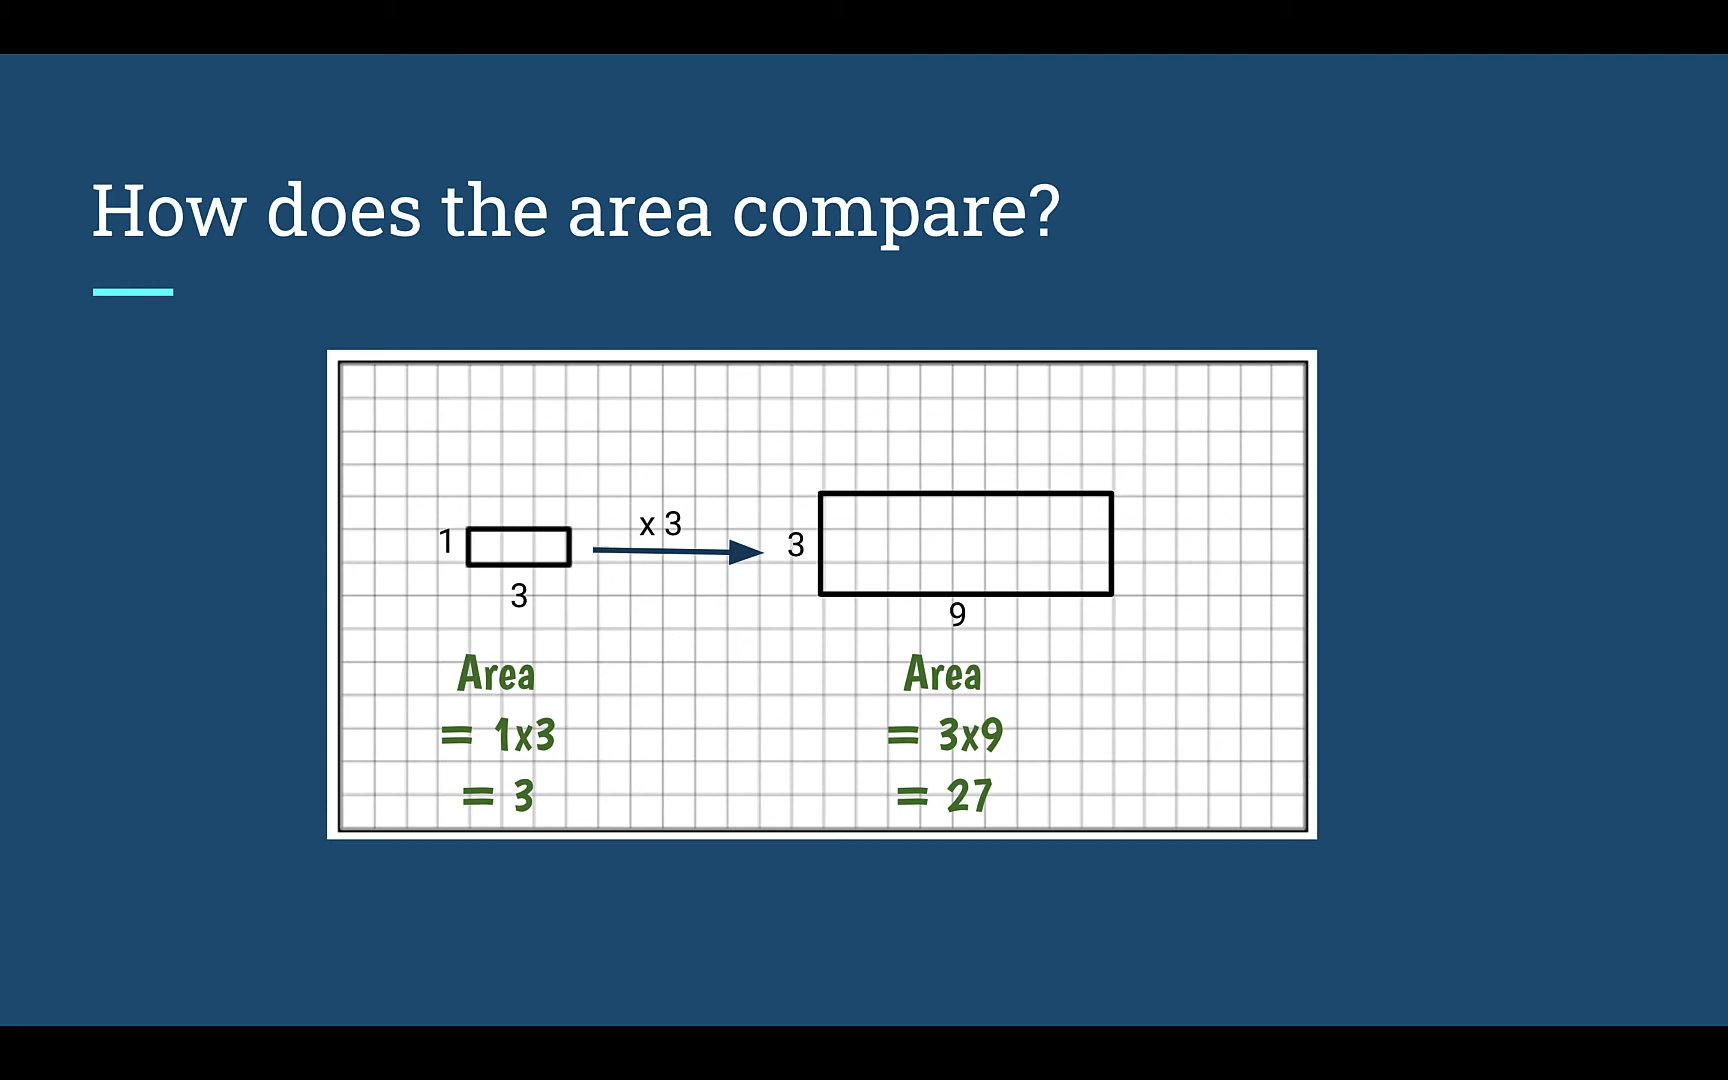 How does the area compare?
x 3
1
3
3
9
Area
= 1x3
= 3
Area
= 3x9
= 27